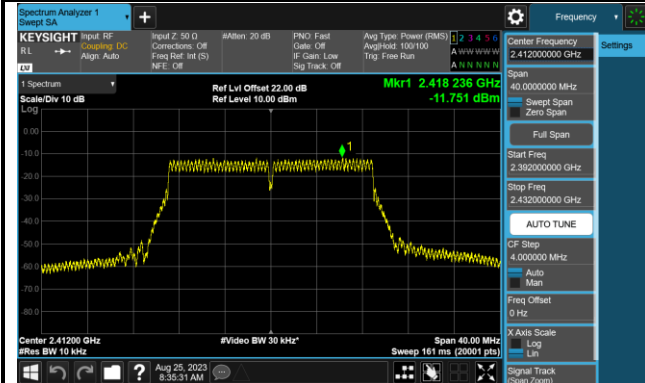 Spectrum Analyzer 1
Swept SA
Frequency
KEYSIGHT
RL
LXI
Input: RF
Coupling: DC
Align: Auto
Input Z: 50 Ω
Corrections: Off
Freq Ref: Int (S)
NFE: Off
#Atten: 20 dB
PNO: Fast
Gate: Off
IF Gain: Low
Sig Track: Off
Avg Type: Power (RMS)
Avg|Hold: 100/100
Trig: Free Run
1 2 3 4 5 6
A W W W W W
A N N N N N
1 Spectrum
Scale/Div 10 dB
Log
Ref Lvl Offset 22.00 dB
Ref Level 10.00 dBm
Mkr1 2.418 236 GHz
-11.751 dBm
1
0.00
-10.0
-20.0
-30.0
-40.0
-50.0
-60.0
-70.0
-80.0
Center 2.41200 GHz
#Res BW 10 kHz
#Video BW 30 kHz*
Span 40.00 MHz
Sweep 161 ms (20001 pts)
Aug 25, 2023
8:35:31 AM
Center Frequency
2.412000000 GHz
Settings
Span
40.0000000 MHz
Swept Span
Zero Span
Full Span
Start Freq
2.392000000 GHz
Stop Freq
2.432000000 GHz
AUTO TUNE
CF Step
4.000000 MHz
Auto
Man
Freq Offset
0 Hz
X Axis Scale
Log
Lin
Signal Track
(Span Zoom)